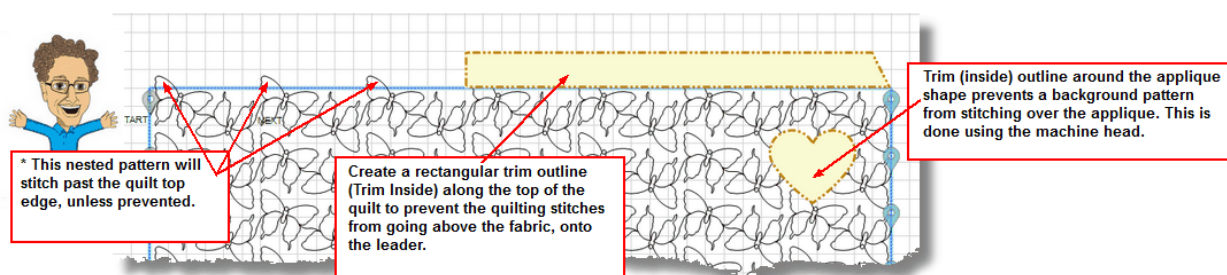 TART
NEXT
* This nested pattern will
stitch past the quilt top
edge, unless prevented.
Create a rectangular trim outline
(Trim Inside) along the top of the
quilt to prevent the quilting stitches
from going above the fabric, onto
the leader.
Trim (inside) outline around the applique
shape prevents a background pattern
from stitching over the applique. This is
done using the machine head.